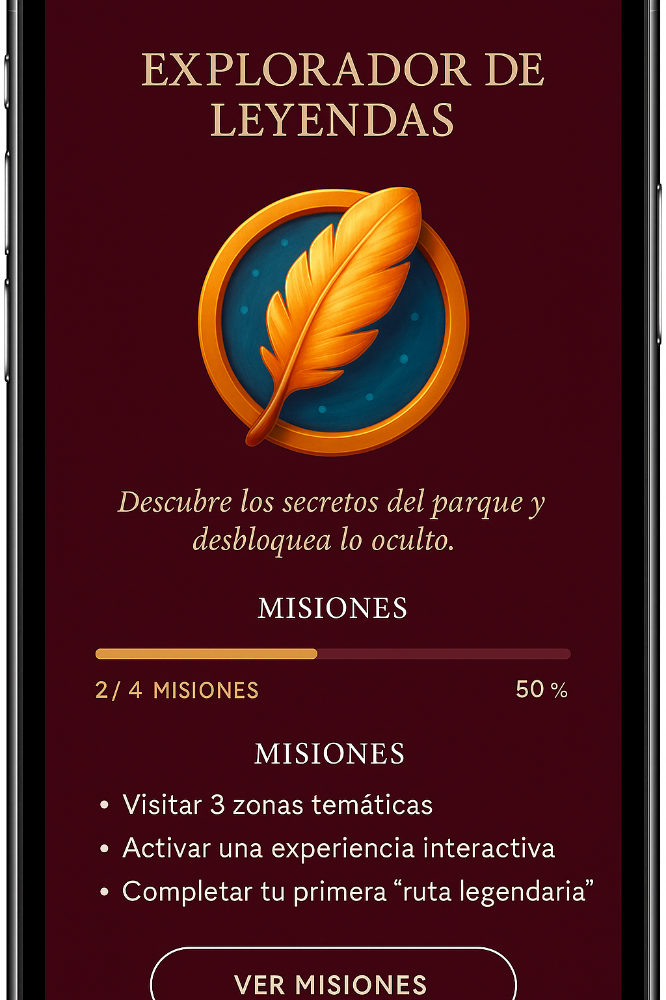 EXPLORADOR DE
LEYENDAS
Descubre los secretos del parque y
desbloquea lo oculto.
MISIONES
2/ 4 MISIONES
50 %
MISIONES
• Visitar 3 zonas temáticas
• Activar una experiencia interactiva
• Completar tu primera “ruta legendaria”
VER MISIONES